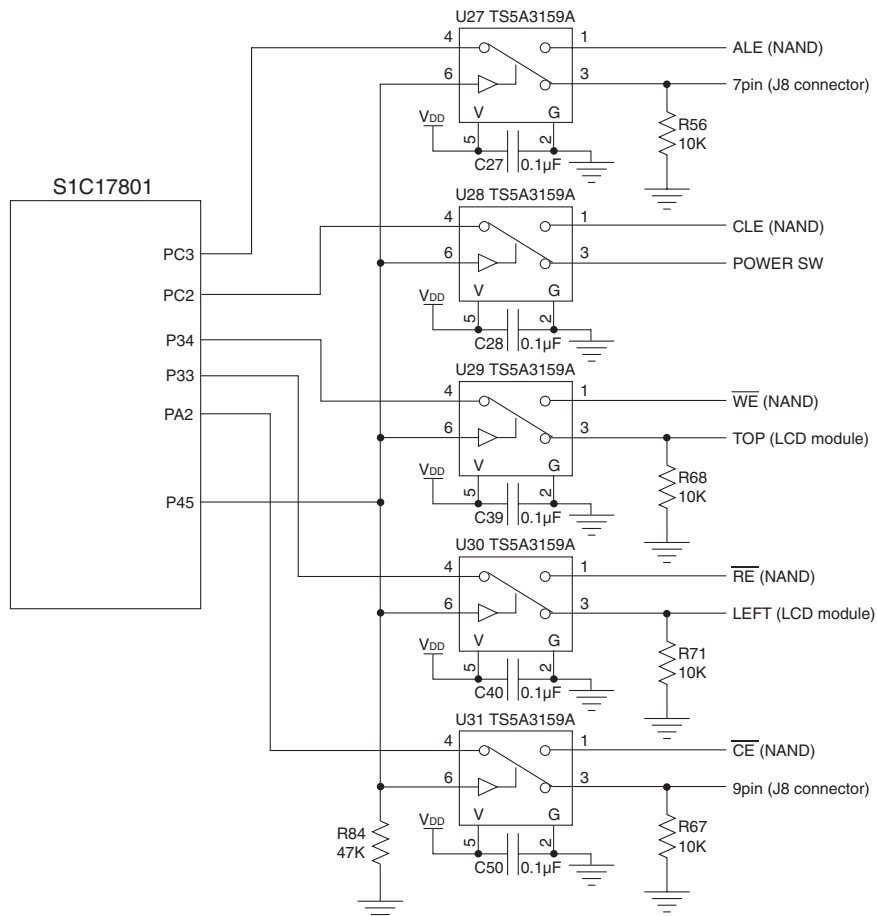 S1C17801
PC3
PC2
P34
P33
PA2
P45
R84
47K
U27 TS5A3159A
4
1
ALE (NAND)
6
3
7pin (J8 connector)
V
G
VDD
5
2
C27
0.1µF
R56
10K
U28 TS5A3159A
4
1
CLE (NAND)
6
3
POWER SW
V
G
VDD
5
2
C28
0.1µF
U29 TS5A3159A
4
1
WE (NAND)
6
3
TOP (LCD module)
V
G
VDD
5
2
C39
0.1µF
R68
10K
U30 TS5A3159A
4
1
RE (NAND)
6
3
LEFT (LCD module)
V
G
VDD
5
2
C40
0.1µF
R71
10K
U31 TS5A3159A
4
1
CE (NAND)
6
3
9pin (J8 connector)
V
G
VDD
5
2
C50
0.1µF
R67
10K